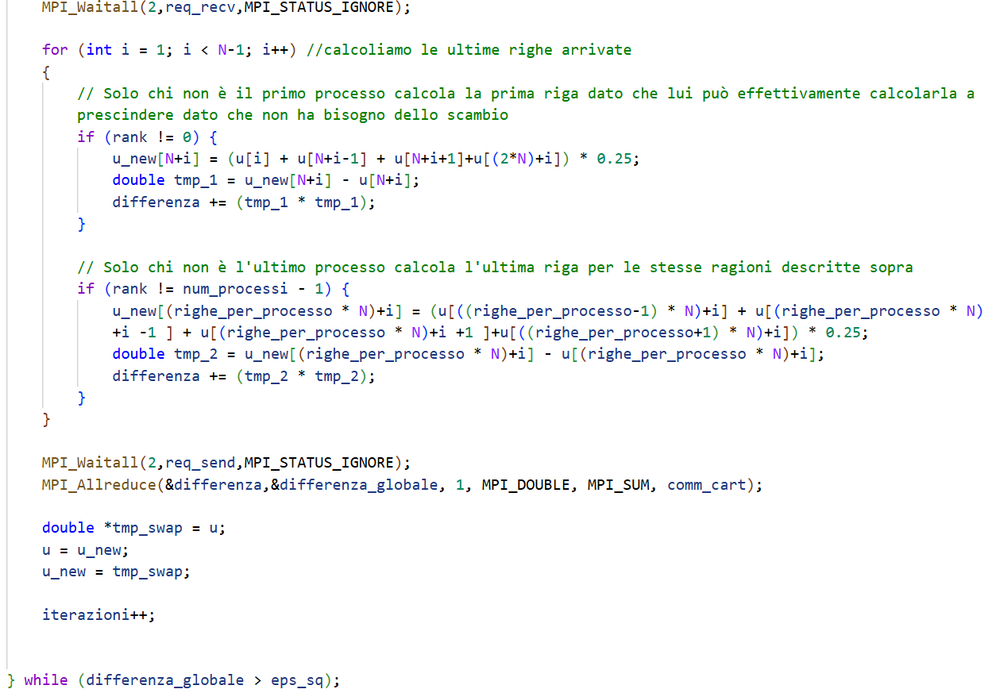 MPI_Waitall(2,req_recv,MPI_STATUS_IGNORE);
for (int i = 1; i < N-1; i++) //calcoliamo le ultime righe arrivate
{
// Solo chi non è il primo processo calcola la prima riga dato che lui può effettivamente calcolarla a
prescindere dato che non ha bisogno dello scambio
if (rank != 0) {
u_new[N+i] = (u[i] + u[N+i-1] + u[N+i+1]+u[(2*N)+i]) * 0.25;
double tmp_1 = u_new[N+i] - u[N+i];
differenza += (tmp_1 * tmp_1);
}
// Solo chi non è l'ultimo processo calcola l'ultima riga per le stesse ragioni descritte sopra
if (rank != num_processi - 1) {
u_new[(righe_per_processo * N)+i] = (u[((righe_per_processo-1) * N)+i] + u[(righe_per_processo * N)
+i -1 ] + u[(righe_per_processo * N)+i +1 ]+u[((righe_per_processo+1) * N)+i]) * 0.25;
double tmp_2 = u_new[(righe_per_processo * N)+i] - u[(righe_per_processo * N)+i];
differenza += (tmp_2 * tmp_2);
}
}
MPI_Waitall(2,req_send,MPI_STATUS_IGNORE);
MPI_Allreduce(&differenza,&differenza_globale, 1, MPI_DOUBLE, MPI_SUM, comm_cart);
double *tmp_swap = u;
u = u_new;
u_new = tmp_swap;
iterazioni++;
} while (differenza_globale > eps_sq);